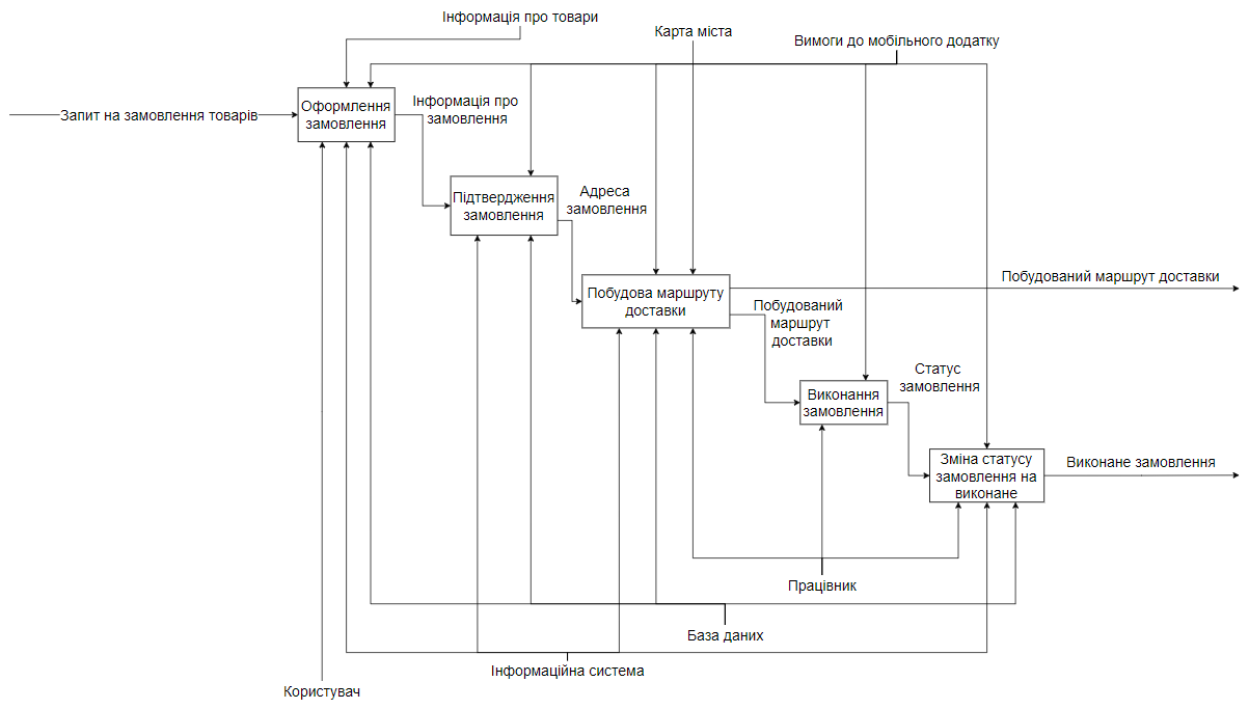 Інформація про товари
Карта міста
Вимоги до мобільного додатку
Запит на замовлення товарів
Оформлення
замовлення
Інформація про
замовлення
Підтвердження
замовлення
Адреса
замовлення
Побудова маршруту
доставки
Побудований маршрут доставки
Побудований
маршрут
доставки
Виконання
замовлення
Статус
замовлення
Зміна статусу
замовлення на
виконане
Виконане замовлення
Працівник
База даних
Інформаційна система
Користувач